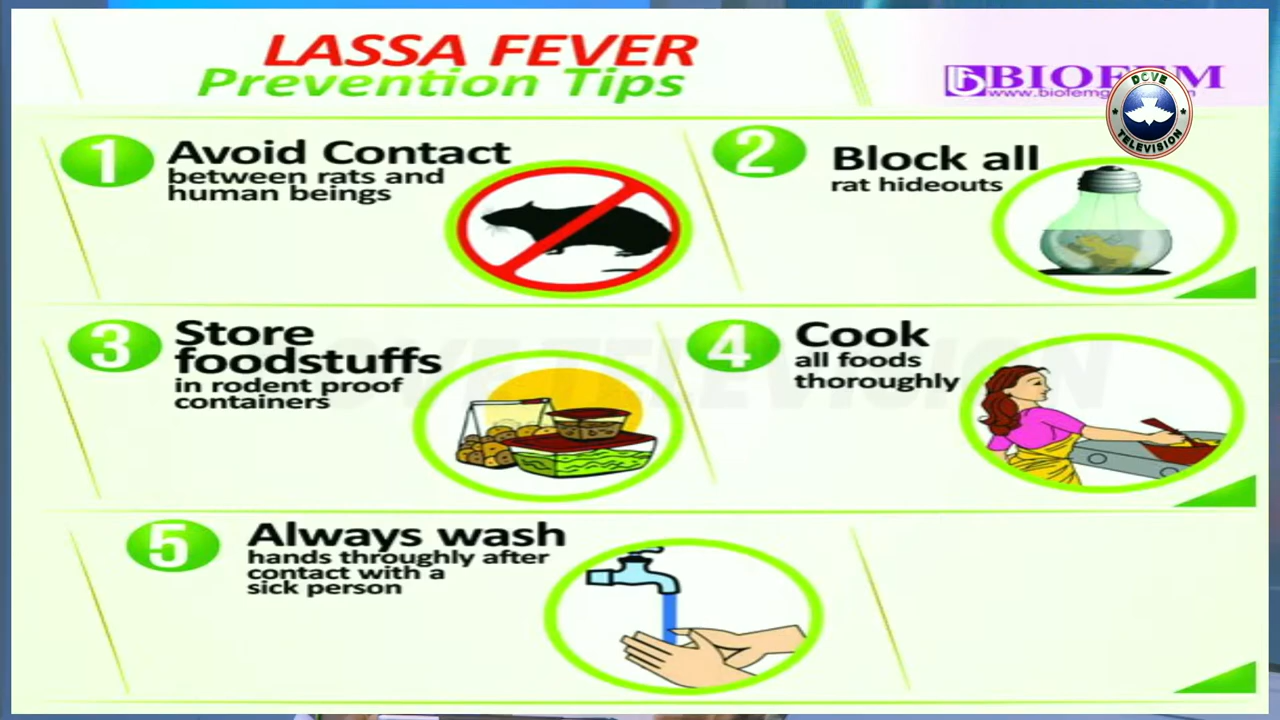 LASSA FEVER
Prevention Tips
BIOFEM
DOVE
TELEVISION
1
Avoid Contact
between rats and
human beings
2
Block all
rat hideouts
3
Store
foodstuffs
in rodent proof
containers
4
Cook
all foods
thoroughly
5
Always wash
hands throughly after
contact with a
sick person